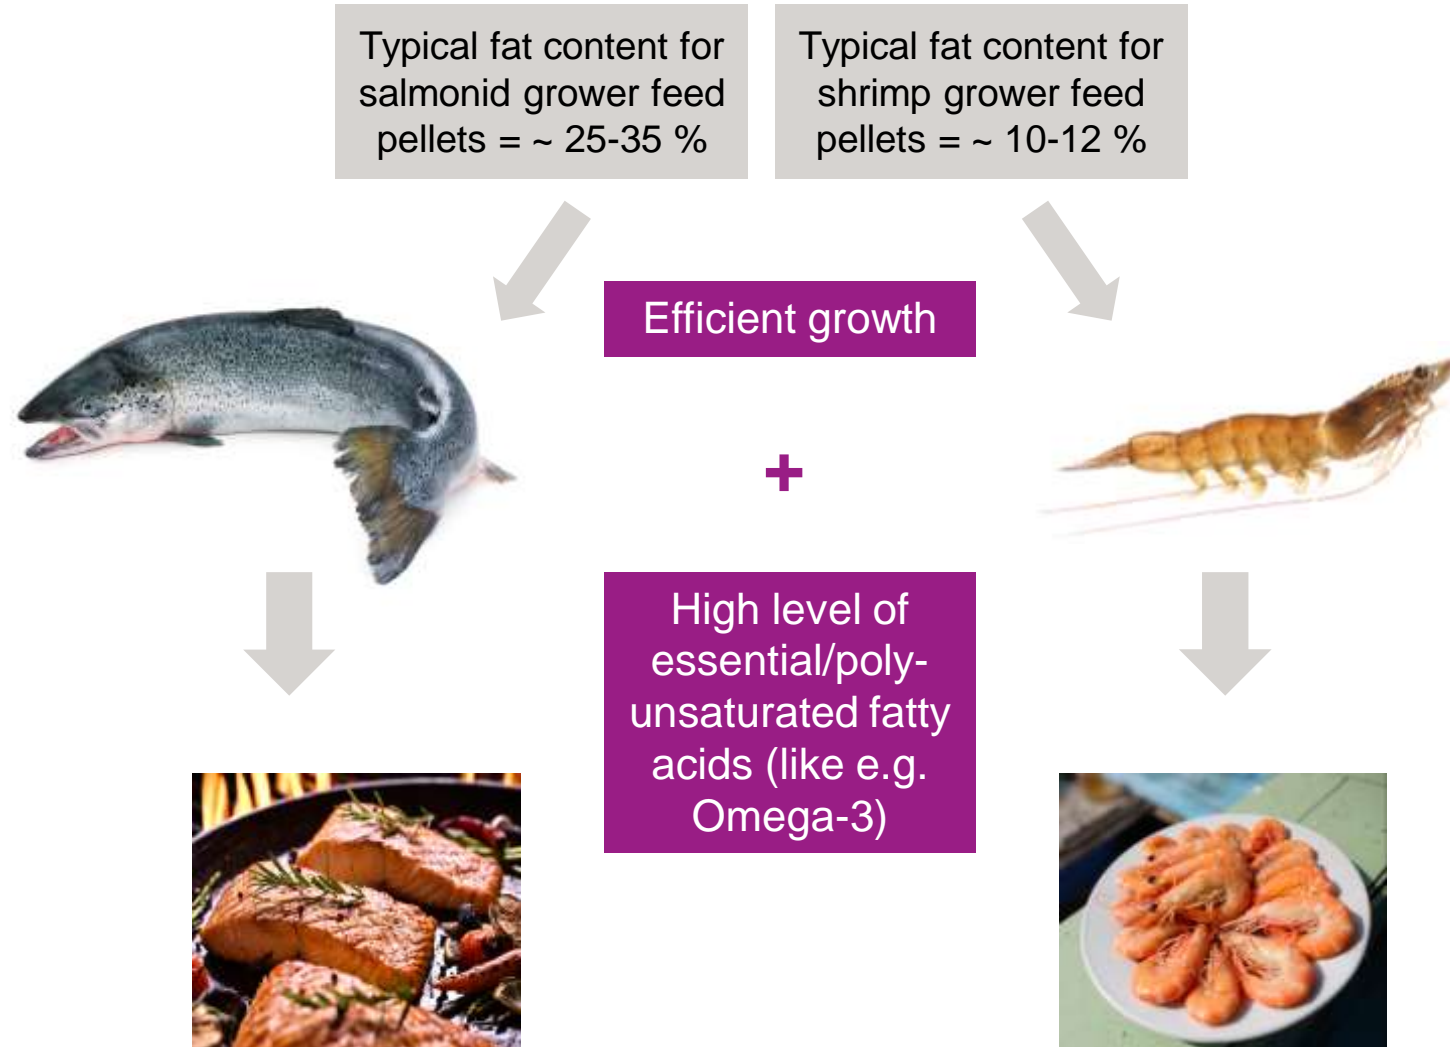 Typical fat content for
salmonid grower feed
pellets = ~ 25-35 %
Typical fat content for
shrimp grower feed
pellets = ~ 10-12 %
Efficient growth
+
High level of
essential/poly-
unsaturated fatty
acids (like e.g.
Omega-3)